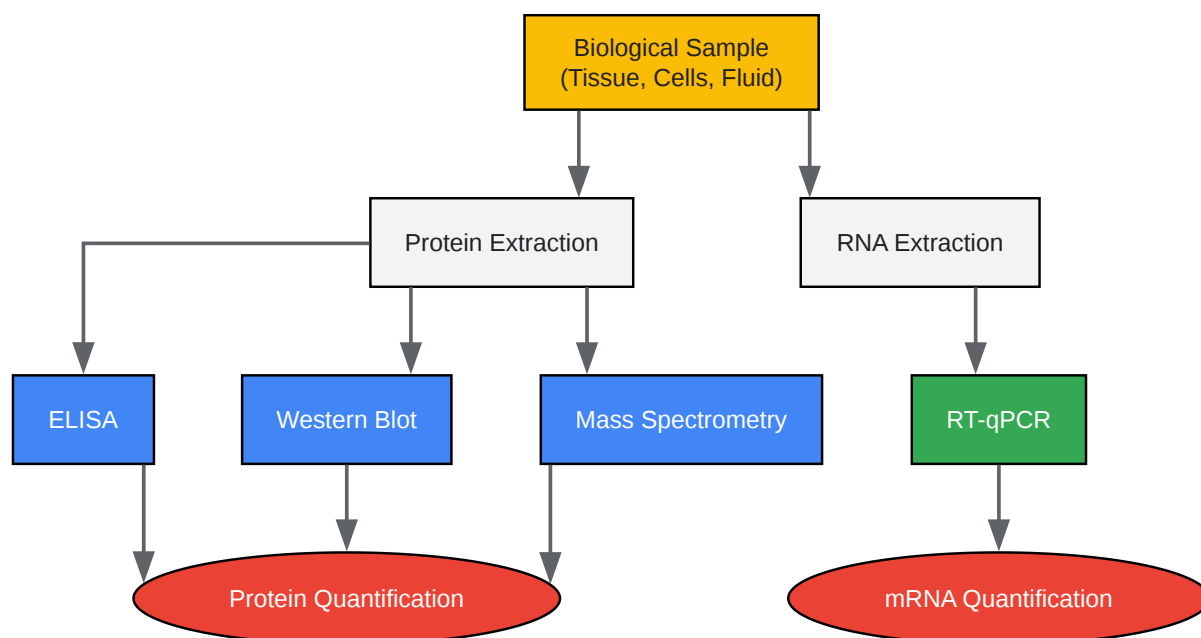 Biological Sample
(Tissue, Cells, Fluid)
Protein Extraction
RNA Extraction
ELISA
Western Blot
Mass Spectrometry
RT-qPCR
Protein Quantification
mRNA Quantification